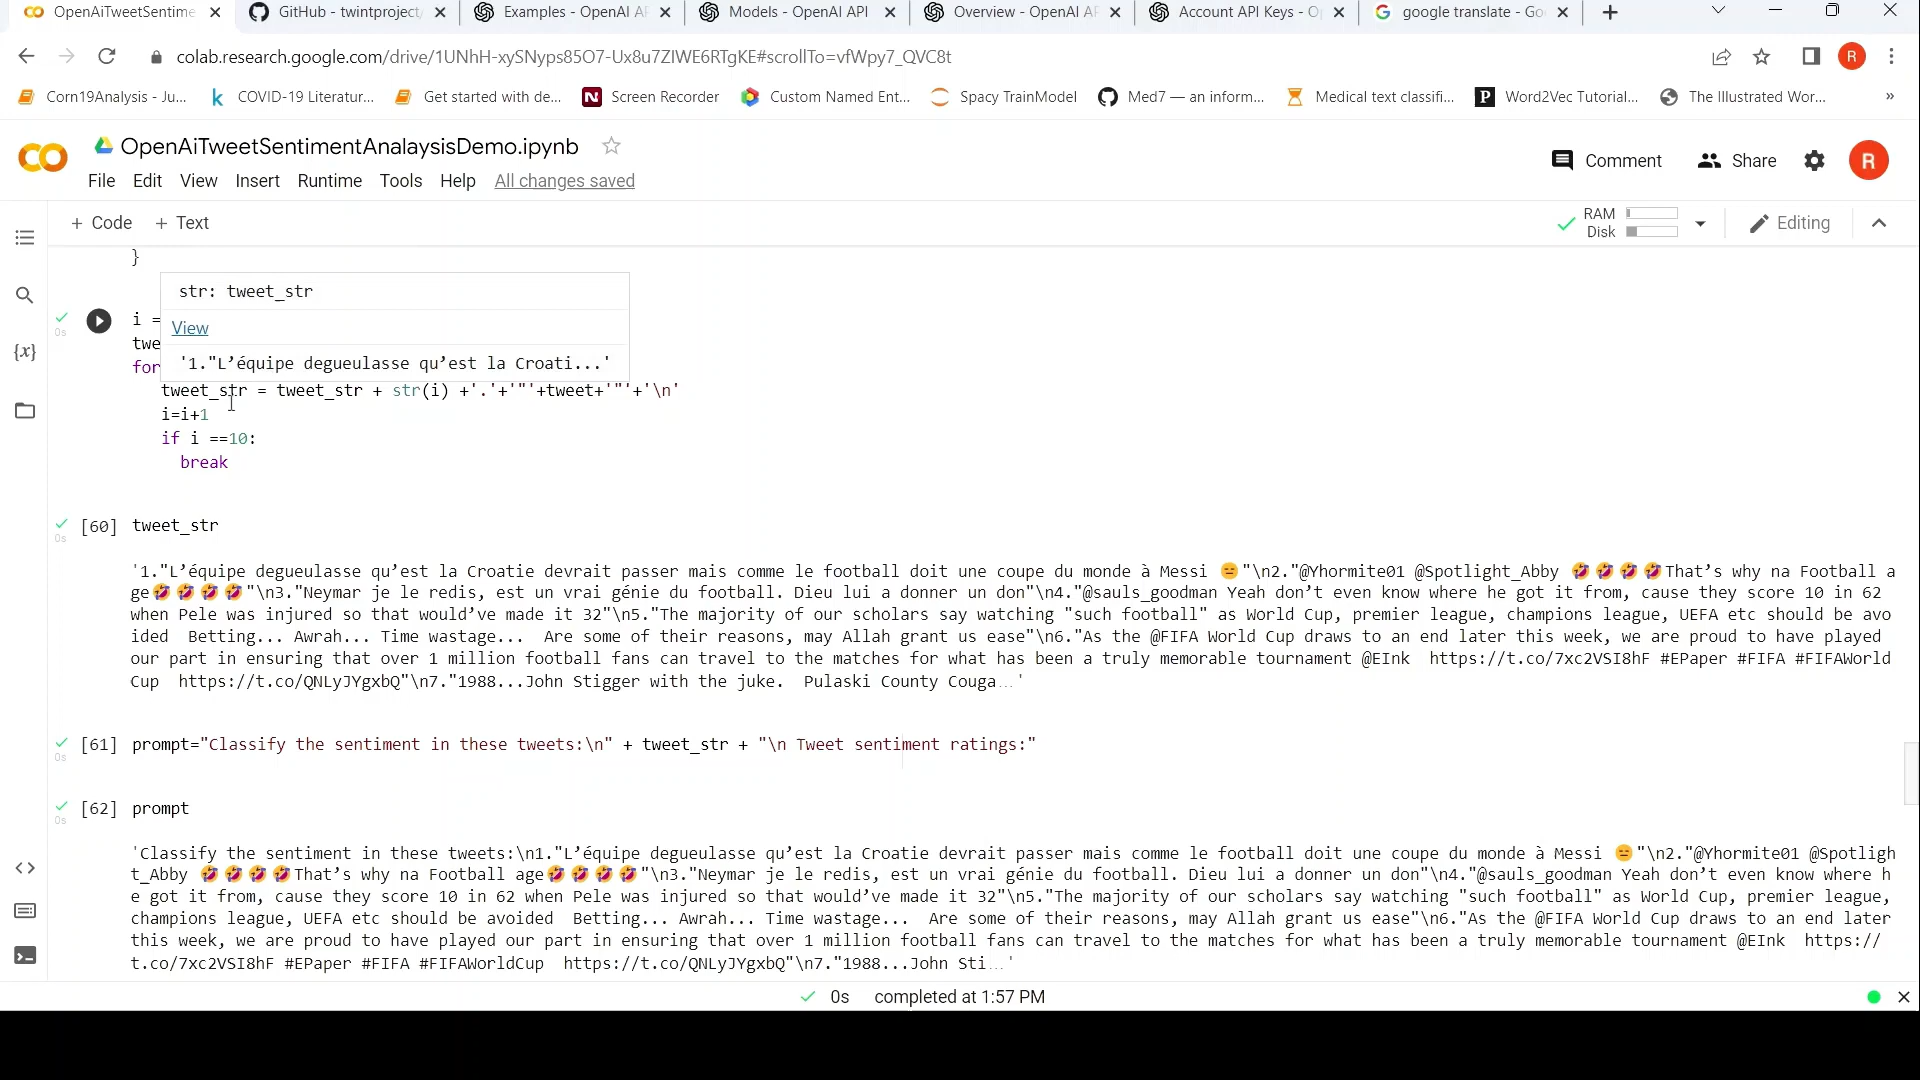 OpenAiTweetSentime
GitHub - twintproject/
Examples - OpenAI AP
Models - OpenAI API
Overview - OpenAI AP
Account API Keys - O
google translate - Go
colab.research.google.com/drive/1UNhH-xySNyps85O7-Ux8u7ZIWE6RTgKE#scrollTo=vfWpy7_QVC8t
R
Corn19Analysis - Ju...
COVID-19 Literatur...
Get started with de...
Screen Recorder
Custom Named Ent...
Spacy TrainModel
Med7 — an inform...
Medical text classifi...
Word2Vec Tutorial...
The Illustrated Wor...
»
OpenAiTweetSentimentAnalaysisDemo.ipynb
Comment
Share
R
File Edit View Insert Runtime Tools Help All changes saved
+ Code + Text
RAM
Disk
Editing
}
str: tweet_str
View
'1."L’équipe degueulasse qu’est la Croati...'
i =
twe
for
tweet_str = tweet_str + str(i) +'.'+'"'+tweet+'"'+'\n'
i=i+1
if i ==10:
break
0s
[60] tweet_str
0s
'1."L’équipe degueulasse qu’est la Croatie devrait passer mais comme le football doit une coupe du monde à Messi 😑"\n2."@Yhormite01 @Spotlight_Abby 🤣🤣🤣🤣That’s why na Football a
ge🤣🤣🤣🤣"\n3."Neymar je le redis, est un vrai génie du football. Dieu lui a donner un don"\n4."@sauls_goodman Yeah don’t even know where he got it from, cause they score 10 in 62
when Pele was injured so that would’ve made it 32"\n5."The majority of our scholars say watching "such football" as World Cup, premier league, champions league, UEFA etc should be avo
ided  Betting... Awrah... Time wastage...  Are some of their reasons, may Allah grant us ease"\n6."As the @FIFA World Cup draws to an end later this week, we are proud to have played
our part in ensuring that over 1 million football fans can travel to the matches for what has been a truly memorable tournament @EInk  https://t.co/7xc2VSI8hF #EPaper #FIFA #FIFAWorld
Cup  https://t.co/QNLyJYgxbQ"\n7."1988...John Stigger with the juke.  Pulaski County Couga…'
[61] prompt="Classify the sentiment in these tweets:\n" + tweet_str + "\n Tweet sentiment ratings:"
0s
[62] prompt
0s
'Classify the sentiment in these tweets:\n1."L’équipe degueulasse qu’est la Croatie devrait passer mais comme le football doit une coupe du monde à Messi 😑"\n2."@Yhormite01 @Spotligh
t_Abby 🤣🤣🤣🤣That’s why na Football age🤣🤣🤣🤣"\n3."Neymar je le redis, est un vrai génie du football. Dieu lui a donner un don"\n4."@sauls_goodman Yeah don’t even know where h
e got it from, cause they score 10 in 62 when Pele was injured so that would’ve made it 32"\n5."The majority of our scholars say watching "such football" as World Cup, premier league,
champions league, UEFA etc should be avoided  Betting... Awrah... Time wastage...  Are some of their reasons, may Allah grant us ease"\n6."As the @FIFA World Cup draws to an end later
this week, we are proud to have played our part in ensuring that over 1 million football fans can travel to the matches for what has been a truly memorable tournament @EInk  https://
t.co/7xc2VSI8hF #EPaper #FIFA #FIFAWorldCup  https://t.co/QNLyJYgxbQ"\n7."1988...John Sti…'
0s completed at 1:57 PM